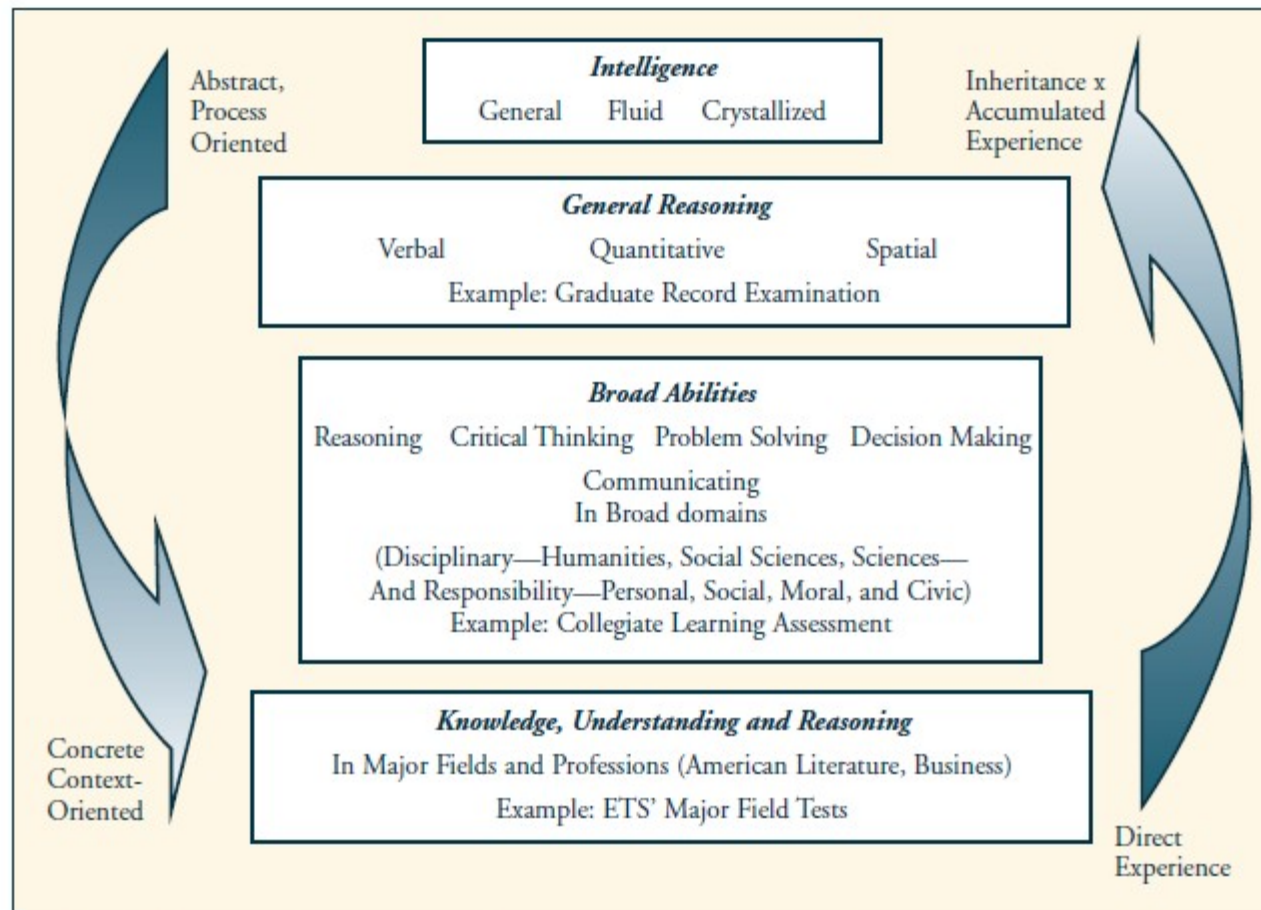 Abstract,
Process
Oriented
Intelligence
General Fluid Crystallized
Inheritance x
Accumulated
Experience
General Reasoning
Verbal Quantitative Spatial
Example: Graduate Record Examination
Broad Abilities
Reasoning Critical Thinking Problem Solving Decision Making
Communicating
In Broad domains
(Disciplinary—Humanities, Social Sciences, Sciences—
And Responsibility—Personal, Social, Moral, and Civic)
Example: Collegiate Learning Assessment
Knowledge, Understanding and Reasoning
In Major Fields and Professions (American Literature, Business)
Example: ETS’ Major Field Tests
Concrete
Context-
Oriented
Direct
Experience